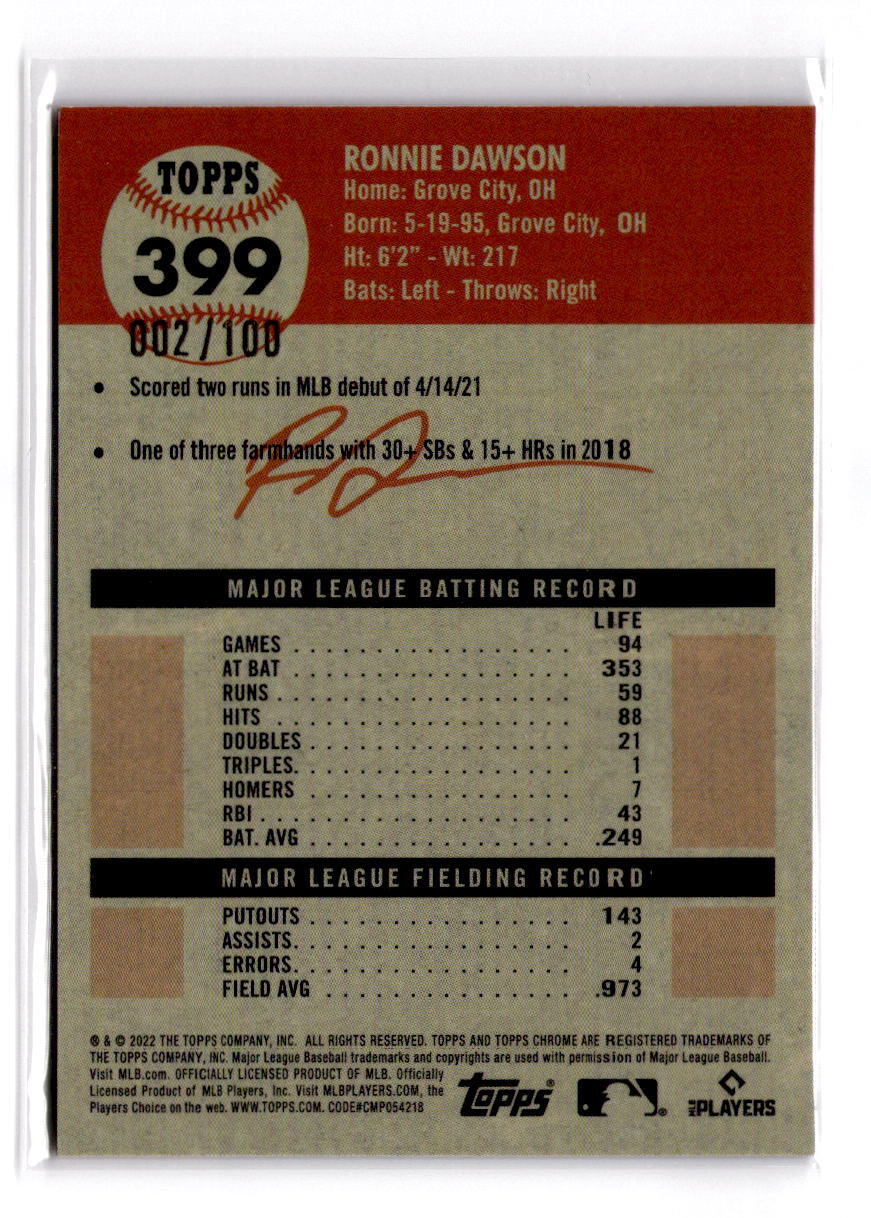 TOPPS
399
002/100
RONNIE DAWSON
Home: Grove City, OH
Born: 5-19-95, Grove City, OH
Ht: 6'2" - Wt: 217
Bats: Left - Throws: Right
• Scored two runs in MLB debut of 4/14/21
• One of three farmhands with 30+ SBs & 15+ HRs in 2018
MAJOR LEAGUE BATTING RECORD
LIFE
GAMES . . . . . . . . . . . . . . . . . 94
AT BAT . . . . . . . . . . . . . . . . . 353
RUNS . . . . . . . . . . . . . . . . . . 59
HITS . . . . . . . . . . . . . . . . . . 88
DOUBLES . . . . . . . . . . . . . . . . 21
TRIPLES. . . . . . . . . . . . . . . . . 1
HOMERS . . . . . . . . . . . . . . . . 7
RBI . . . . . . . . . . . . . . . . . . . 43
BAT. AVG . . . . . . . . . . . . . . . . .249
MAJOR LEAGUE FIELDING RECORD
PUTOUTS . . . . . . . . . . . . . . . . 143
ASSISTS. . . . . . . . . . . . . . . . . 2
ERRORS. . . . . . . . . . . . . . . . . 4
FIELD AVG . . . . . . . . . . . . . . . .973
® & © 2022 THE TOPPS COMPANY, INC. ALL RIGHTS RESERVED. TOPPS AND TOPPS CHROME ARE REGISTERED TRADEMARKS OF
THE TOPPS COMPANY, INC. Major League Baseball trademarks and copyrights are used with permission of Major League Baseball.
Visit MLB.com. OFFICIALLY LICENSED PRODUCT OF MLB. Officially
Licensed Product of MLB Players, Inc. Visit MLBPLAYERS.COM, the
Players Choice on the web. WWW.TOPPS.COM. CODE#CMP054218
topps®
®
MLB PLAYERS